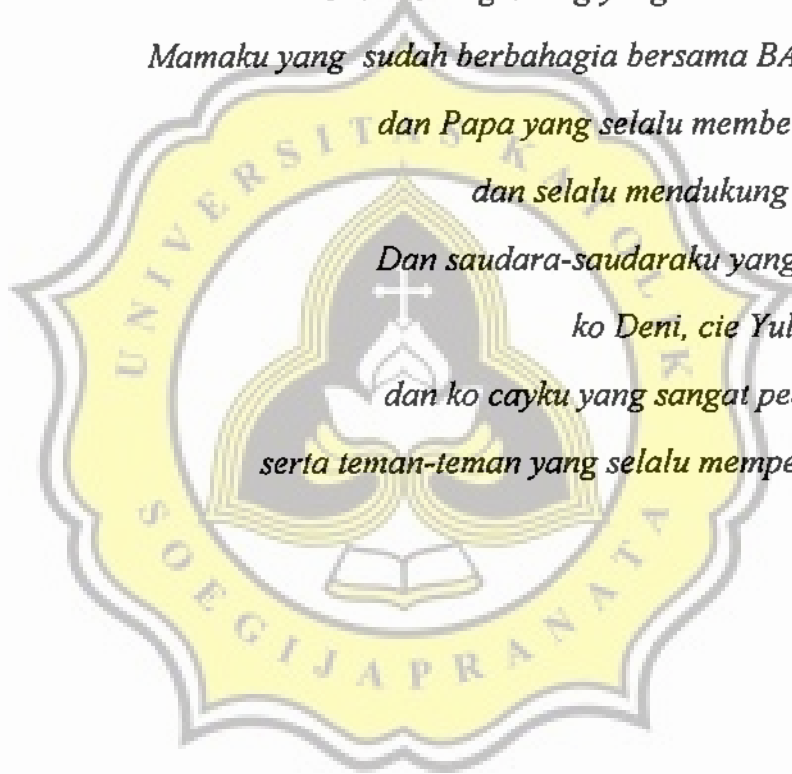 Mamaku yang sudah berbahagia bersama BA
dan Papa yang selalu membe
dan selalu mendukung
Dan saudara-saudaraku yang
ko Deni, cie Yul
dan ko cayku yang sangat pe
serta teman-teman yang selalu mempe
UNIVERSITAS KATOLIK
SOEGIJAPRANATA